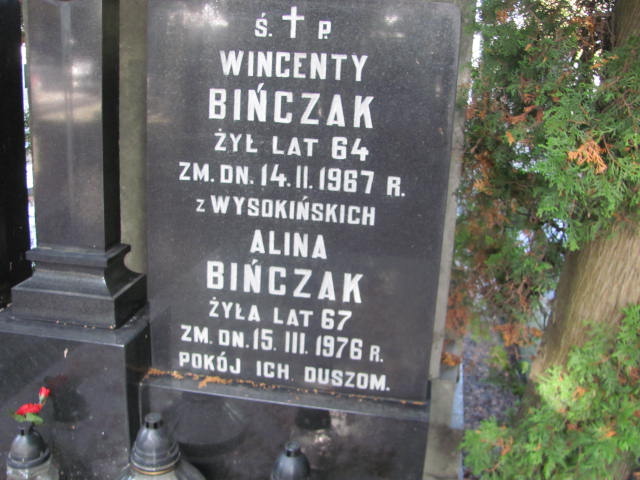 Ś. † P.
WINCENTY
BIŃCZAK
ŻYŁ LAT 64
ZM. DN. 14.II.1967 R.
z WYSOKIŃSKICH
ALINA
BIŃCZAK
ŻYŁA LAT 67
ZM. DN. 15.III.1976 R.
POKÓJ ICH DUSZOM.